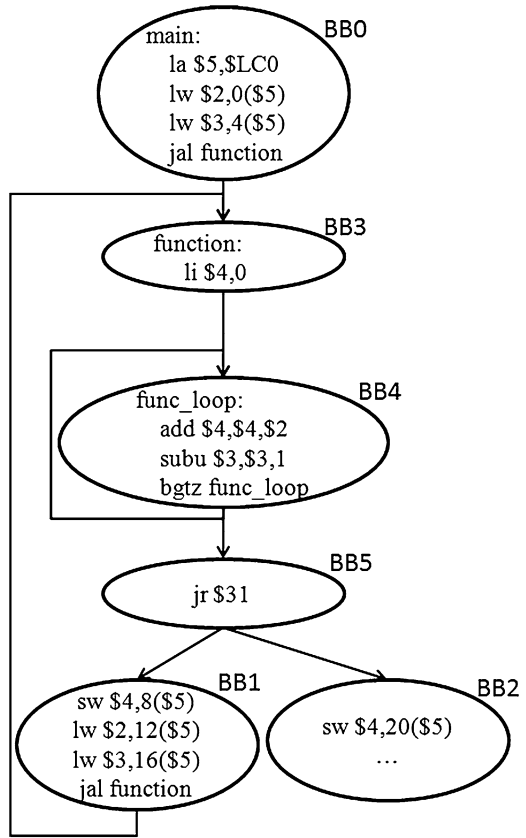 BB0
main:
la $5,$LC0
lw $2,0($5)
lw $3,4($5)
jal function
BB3
function:
li $4,0
BB4
func_loop:
add $4,$4,$2
subu $3,$3,1
bgtz func_loop
BB5
jr $31
BB1
sw $4,8($5)
lw $2,12($5)
lw $3,16($5)
jal function
BB2
sw $4,20($5)
…